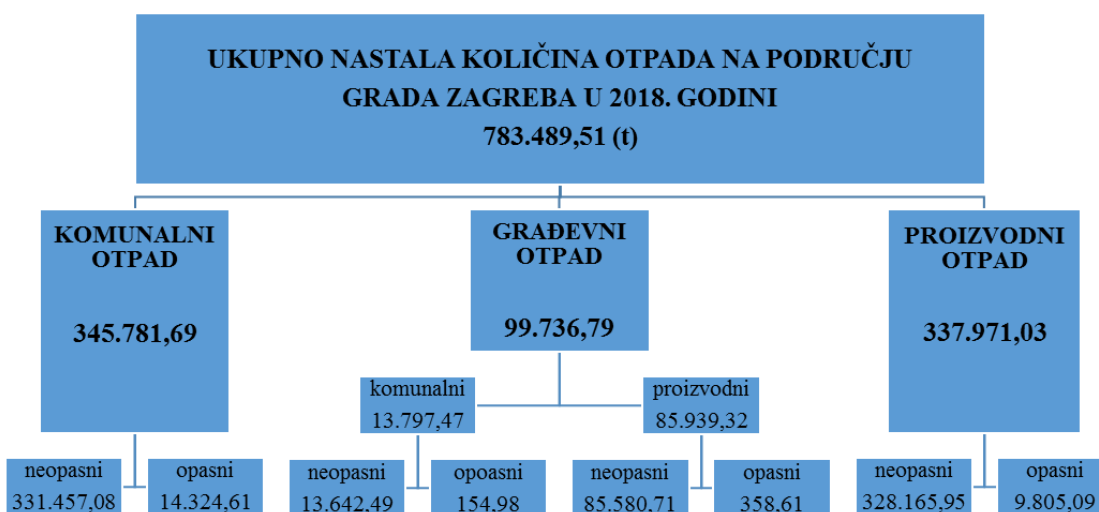 UKUPNO NASTALA KOLIČINA OTPADA NA PODRUČJU
GRADA ZAGREBA U 2018. GODINI
783.489,51 (t)
KOMUNALNI
OTPAD
345.781,69
GRAĐEVNI
OTPAD
99.736,79
PROIZVODNI
OTPAD
337.971,03
komunalni
13.797,47
proizvodni
85.939,32
neopasni
331.457,08
opasni
14.324,61
neopasni
13.642,49
opoasni
154,98
neopasni
85.580,71
opasni
358,61
neopasni
328.165,95
opasni
9.805,09